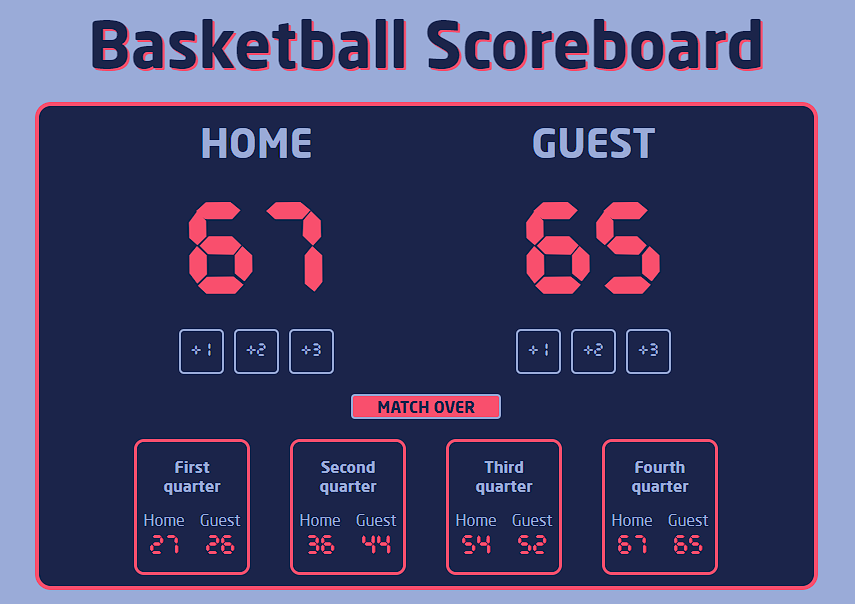 Basketball Scoreboard
HOME GUEST
67 65
+1 +2 +3 +1 +2 +3
MATCH OVER
First quarter
Home Guest
27 26
Second quarter
Home Guest
36 44
Third quarter
Home Guest
54 52
Fourth quarter
Home Guest
67 65